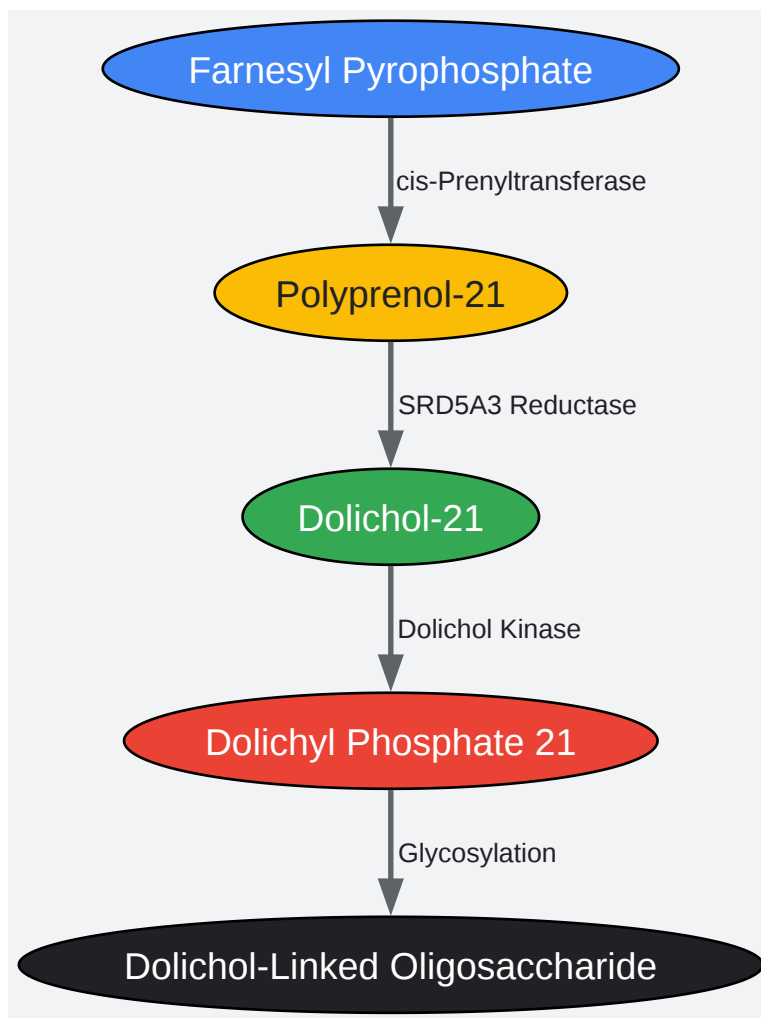 Farnesyl Pyrophosphate
cis-Prenyltransferase
Polyprenol-21
SRD5A3 Reductase
Dolichol-21
Dolichol Kinase
Dolichyl Phosphate 21
Glycosylation
Dolichol-Linked Oligosaccharide